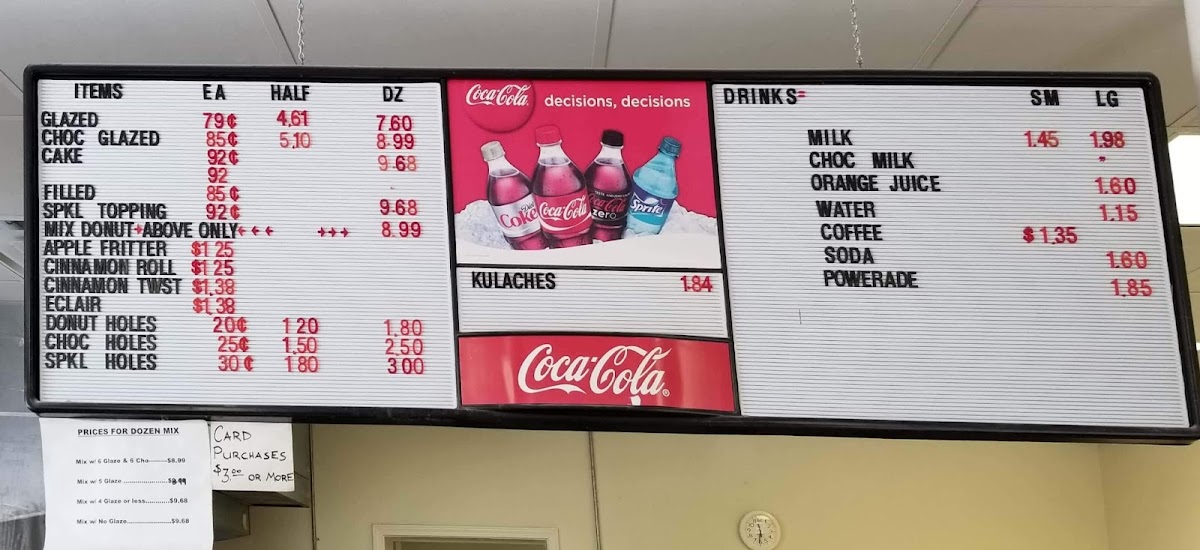 ITEMS EA HALF DZ
GLAZED 79¢ 4.61 7.60
CHOC GLAZED 85¢ 5.10 8.99
CAKE 92¢ 9.68
92
FILLED 85¢
SPKL TOPPING 92¢ 9.68
MIX DONUT→ABOVE ONLY←←← →→→ 8.99
APPLE FRITTER $1 25
CINNAMON ROLL $1 25
CINNAMON TWST $1.38
ECLAIR $1.38
DONUT HOLES 20¢ 1 20 1.80
CHOC HOLES 25¢ 1.50 2.50
SPKL HOLES 30¢ 1 80 3.00
Coca-Cola decisions, decisions
Diet Coke
Coca-Cola
Coca-Cola zero
Sprite
KULACHES 1.84
Coca-Cola®
DRINKS= SM LG
MILK 1.45 1.98
CHOC MILK
ORANGE JUICE 1.60
WATER 1.15
COFFEE $1.35
SODA 1.60
POWERADE 1.85
PRICES FOR DOZEN MIX
Mix w/ 6 Glaze & 6 Cho--------$8.99
Mix w/ 5 Glaze......................$8.99
Mix w/ 4 Glaze or less............$9.68
Mix w/ No Glaze......................$9.68
CARD
PURCHASES
$3.00 OR MORE